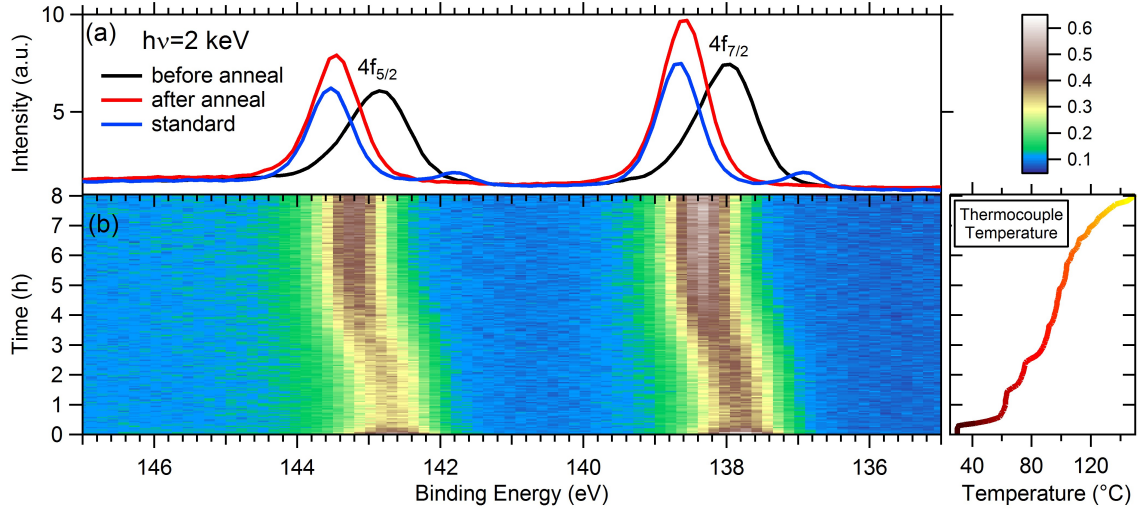 10
(a)
hν=2 keV
4f7/2
4f5/2
before anneal
after anneal
standard
5
Intensity (a.u.)
0.6
0.5
0.4
0.3
0.2
0.1
8
(b)
7
6
5
4
3
2
1
0
Time (h)
Thermocouple
Temperature
146
144
142
140
138
136
Binding Energy (eV)
40
80
120
Temperature (°C)